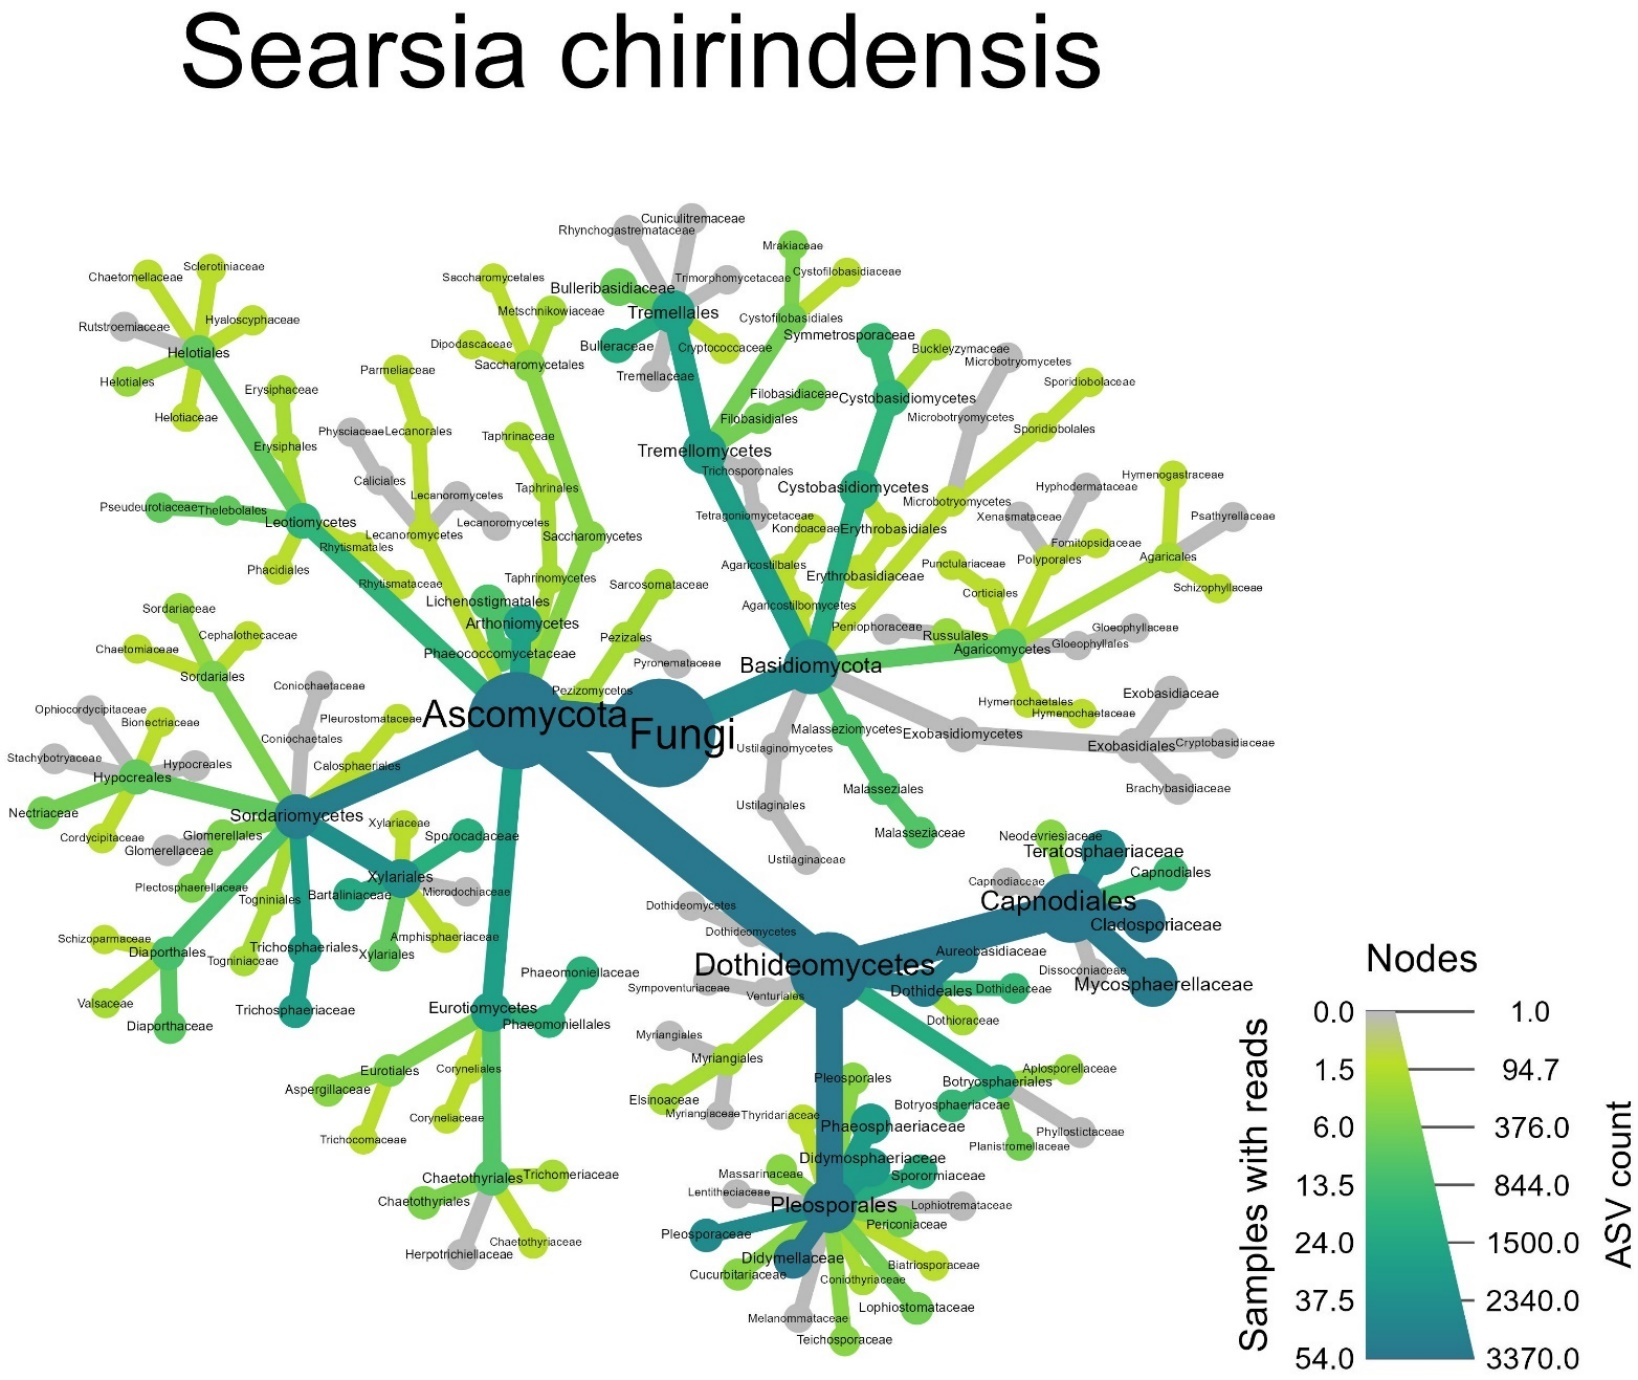 Searsia chirindensis
Cuniculitremaceae
Rhynchogastremataceae
Mrakiaceae
Chaetomellaceae
Sclerotiniaceae
Saccharomycetales
Trimorphomycetaceae
Cystofilobasidiaceae
Bulleribasidiaceae
Metschnikowiaceae
Tremellales
Rutstroemiaceae
Hyaloscyphaceae
Cystofilobasidiales
Symmetrosporaceae
Helotiales
Dipodascaceae
Bulleraceae
Cryptococcaceae
Buckleyzymaceae
Microbotryomycetes
Saccharomycetales
Parmeliaceae
Tremellaceae
Helotiales
Erysiphaceae
Sporidiobolaceae
Filobasidiaceae
Cystobasidiomycetes
Helotiaceae
Filobasidiales
Microbotryomycetes
Physciaceae
Lecanorales
Taphrinaceae
Sporidiobolales
Erysiphales
Tremellomycetes
Trichosporonales
Hymenogastraceae
Caliciales
Taphrinales
Cystobasidiomycetes
Hyphodermataceae
Lecanoromycetes
Pseudeurotiaceae
Thelebolales
Leotiomycetes
Lecanoromycetes
Tetragoniomycetaceae
Microbotryomycetes
Xenasmataceae
Psathyrellaceae
Kondoaceae
Erythrobasidiales
Lecanoromycetes
Saccharomycetes
Rhytismatales
Fomitopsidaceae
Polyporales
Agaricales
Phacidiales
Agaricostilbales
Punctulariaceae
Rhytismataceae
Taphrinomycetes
Sarcosomataceae
Erythrobasidiaceae
Schizophyllaceae
Corticiales
Lichenostigmatales
Agaricostilbomycetes
Sordariaceae
Arthoniomycetes
Peniophoraceae
Russulales
Gloeophyllaceae
Cephalothecaceae
Pezizales
Gloeophyllales
Chaetomiaceae
Phaeococcomycetaceae
Pyronemataceae
Basidiomycota
Agaricomycetes
Sordariales
Coniochaetaceae
Pezizomycetes
Exobasidiaceae
Hymenochaetales
Ophiocordycipitaceae
Hymenochaetaceae
Bionectriaceae
Pleurostomataceae
Ascomycota
Fungi
Malasseziomycetes
Exobasidiomycetes
Coniochaetales
Ustilaginomycetes
Exobasidiales
Cryptobasidiaceae
Stachybotryaceae
Hypocreales
Hypocreales
Calosphaeriales
Malasseziales
Brachybasidiaceae
Nectriaceae
Sordariomycetes
Ustilaginales
Cordycipitaceae
Glomerellales
Xylariaceae
Sporocadaceae
Malasseziaceae
Neodevriesiaceae
Glomerellaceae
Ustilaginaceae
Teratosphaeriaceae
Capnodiales
Plectosphaerellaceae
Xylariales
Capnodiaceae
Togniniales
Bartaliniaceae
Microdochiaceae
Capnodiales
Dothideomycetes
Cladosporiaceae
Schizoparmaceae
Amphisphaeriaceae
Dothideomycetes
Diaporthales
Trichosphaeriales
Xylariales
Aureobasidiaceae
Togniniaceae
Dothideomycetes
Dissoconiaceae
Phaeomoniellaceae
Mycosphaerellaceae
Sympoventuriaceae
Venturiales
Dothideales
Dothideaceae
Valsaceae
Trichosphaeriaceae
Eurotiomycetes
Diaporthaceae
Phaeomoniellales
Dothioraceae
Myriangiales
Myriangiales
Eurotiales
Coryneliales
Pleosporales
Aplosporellaceae
Botryosphaeriales
Aspergillaceae
Elsinoaceae
Botryosphaeriaceae
Myriangiaceae
Thyridariaceae
Coryneliaceae
Phaeosphaeriaceae
Phyllostictaceae
Trichocomaceae
Planistromellaceae
Didymosphaeriaceae
Chaetothyriales
Trichomeriaceae
Massarinaceae
Sporormiaceae
Lentitheciaceae
Chaetothyriales
Pleosporales
Lophiotremataceae
Periconiaceae
Pleosporaceae
Chaetothyriaceae
Herpotrichiellaceae
Didymellaceae
Biatriosporaceae
Cucurbitariaceae
Coniothyriaceae
Lophiostomataceae
Melanommataceae
Teichosporaceae
Nodes
Samples with reads
ASV count
0.0 1.0
1.5 94.7
6.0 376.0
13.5 844.0
24.0 1500.0
37.5 2340.0
54.0 3370.0